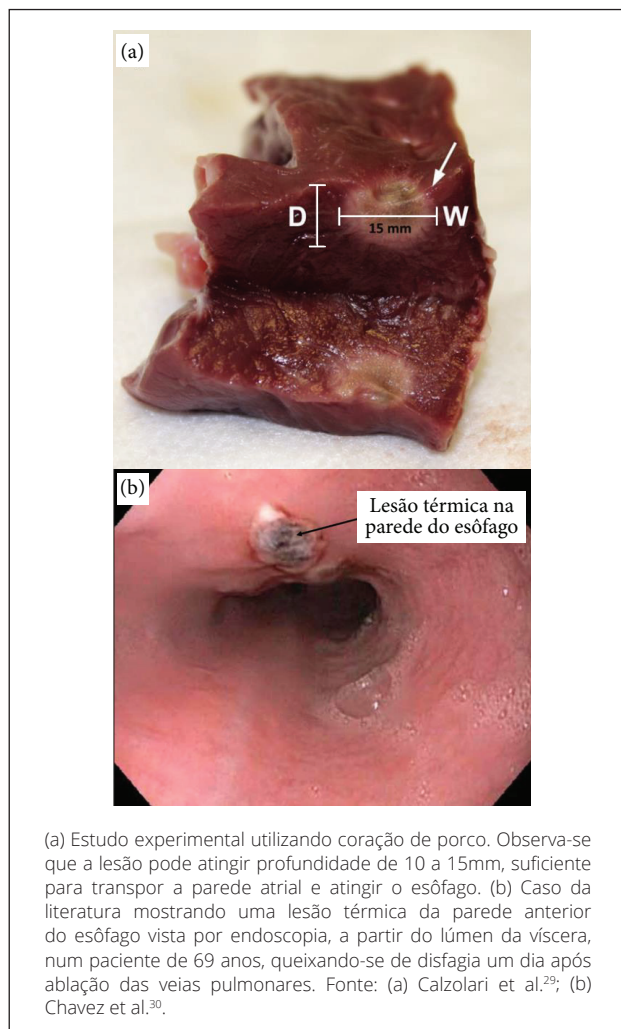 (a)
D
W
15 mm
(b)
Lesão térmica na
parede do esôfago
(a) Estudo experimental utilizando coração de porco. Observa-se
que a lesão pode atingir profundidade de 10 a 15mm, suficiente
para transpor a parede atrial e atingir o esôfago. (b) Caso da
literatura mostrando uma lesão térmica da parede anterior
do esôfago vista por endoscopia, a partir do lúmen da víscera,
num paciente de 69 anos, queixando-se de disfagia um dia após
ablação das veias pulmonares. Fonte: (a) Calzolari et al.²⁹; (b)
Chavez et al.³⁰.